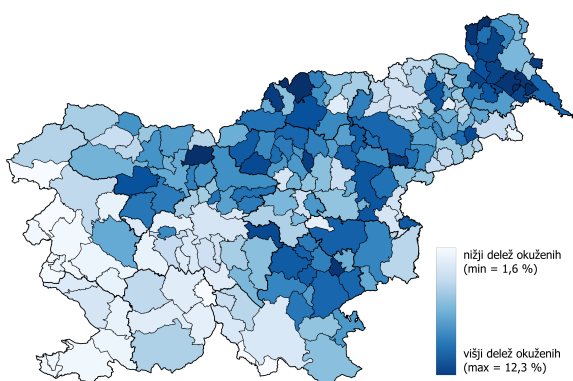 nižji delež okuženih
(min = 1,6 %)
višji delež okuženih
(max = 12,3 %)